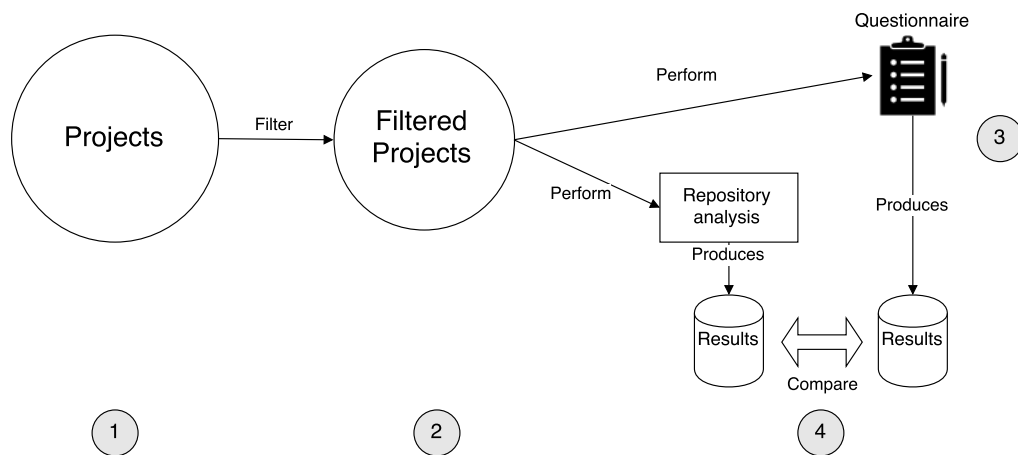 Questionnaire
Perform
Projects
Filter
Filtered
Projects
3
Perform
Repository
analysis
Produces
Produces
Results
Results
Compare
1
2
4